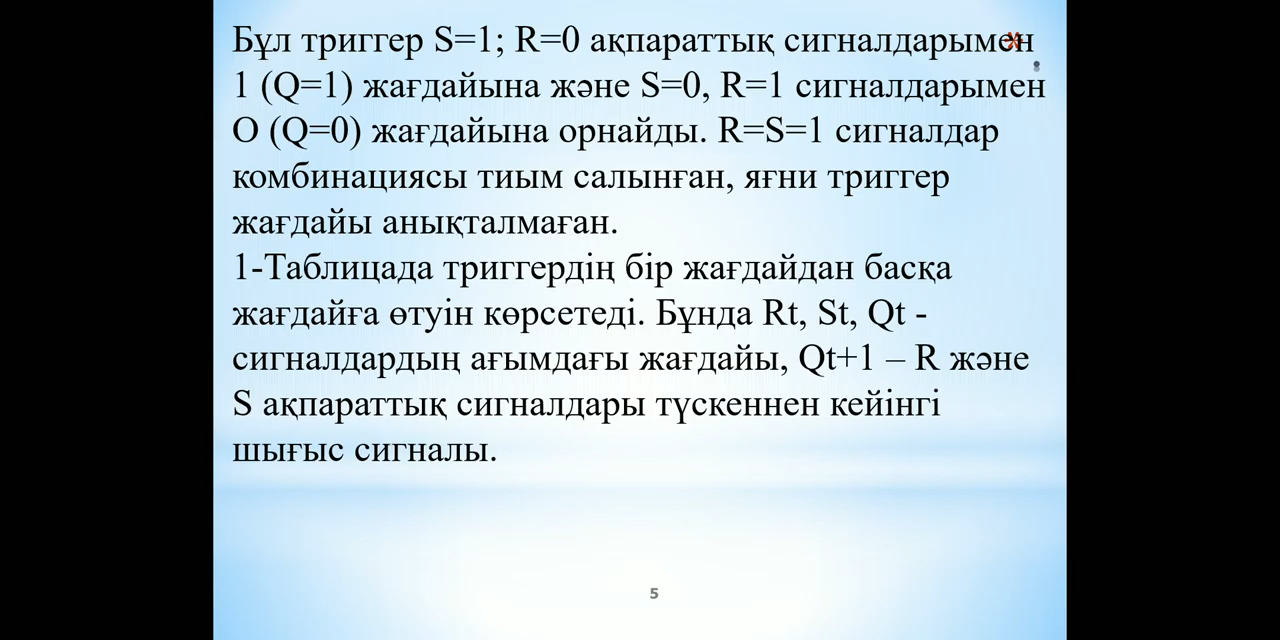 Бұл триггер S=1; R=0 ақпараттық сигналдарымен
1 (Q=1) жағдайына және S=0, R=1 сигналдарымен
О (Q=0) жағдайына орнайды. R=S=1 сигналдар
комбинациясы тиым салынған, яғни триггер
жағдайы анықталмаған.
1-Таблицада триггердің бір жағдайдан басқа
жағдайға өтуін көрсетеді. Бұнда Rt, St, Qt -
сигналдардың ағымдағы жағдайы, Qt+1 – R және
S ақпараттық сигналдары түскеннен кейінгі
шығыс сигналы.
5